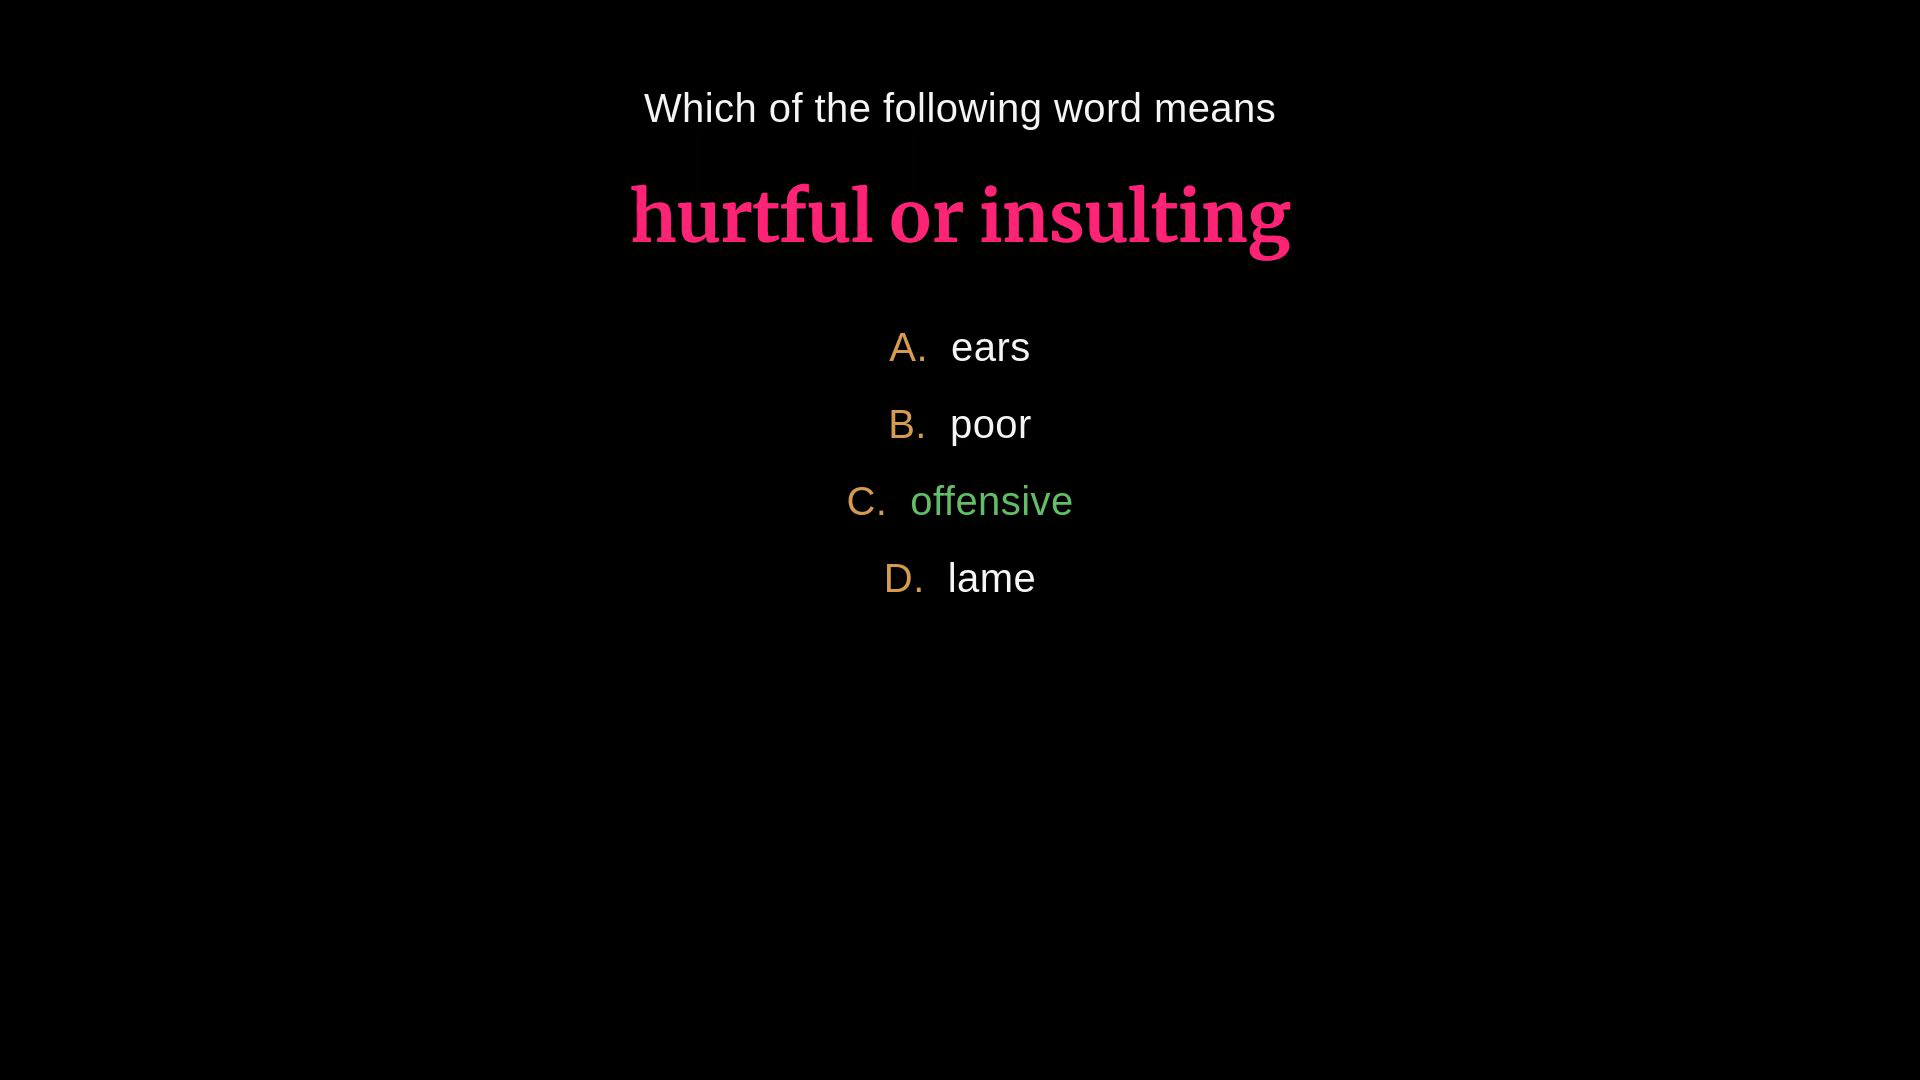 Which of the following word means
hurtful or insulting
A. ears
B. poor
C. offensive
D. lame